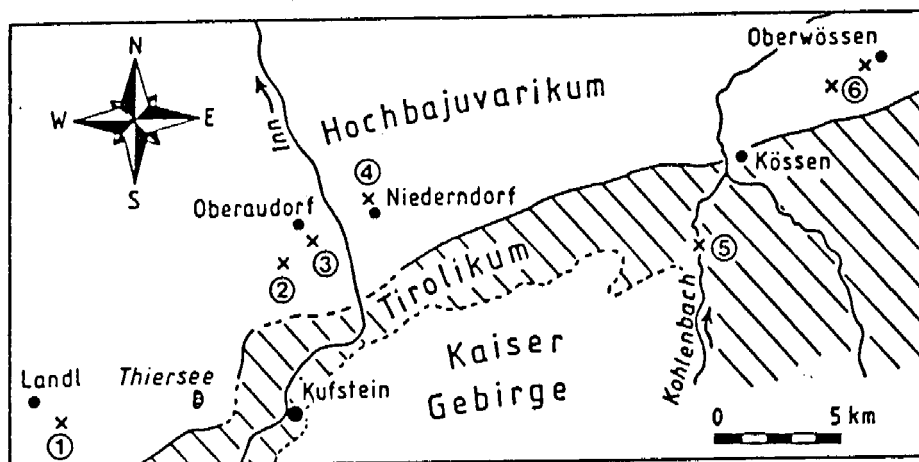 N
W
E
S
Inn
Hochbajuvarikum
Oberwössen
⑥
④
Niederndorf
Kössen
Oberaudorf
③
②
⑤
Tirolikum
Kaiser
Gebirge
Kohlenbach
Landl
Thiersee
Kufstein
①
0 5 km